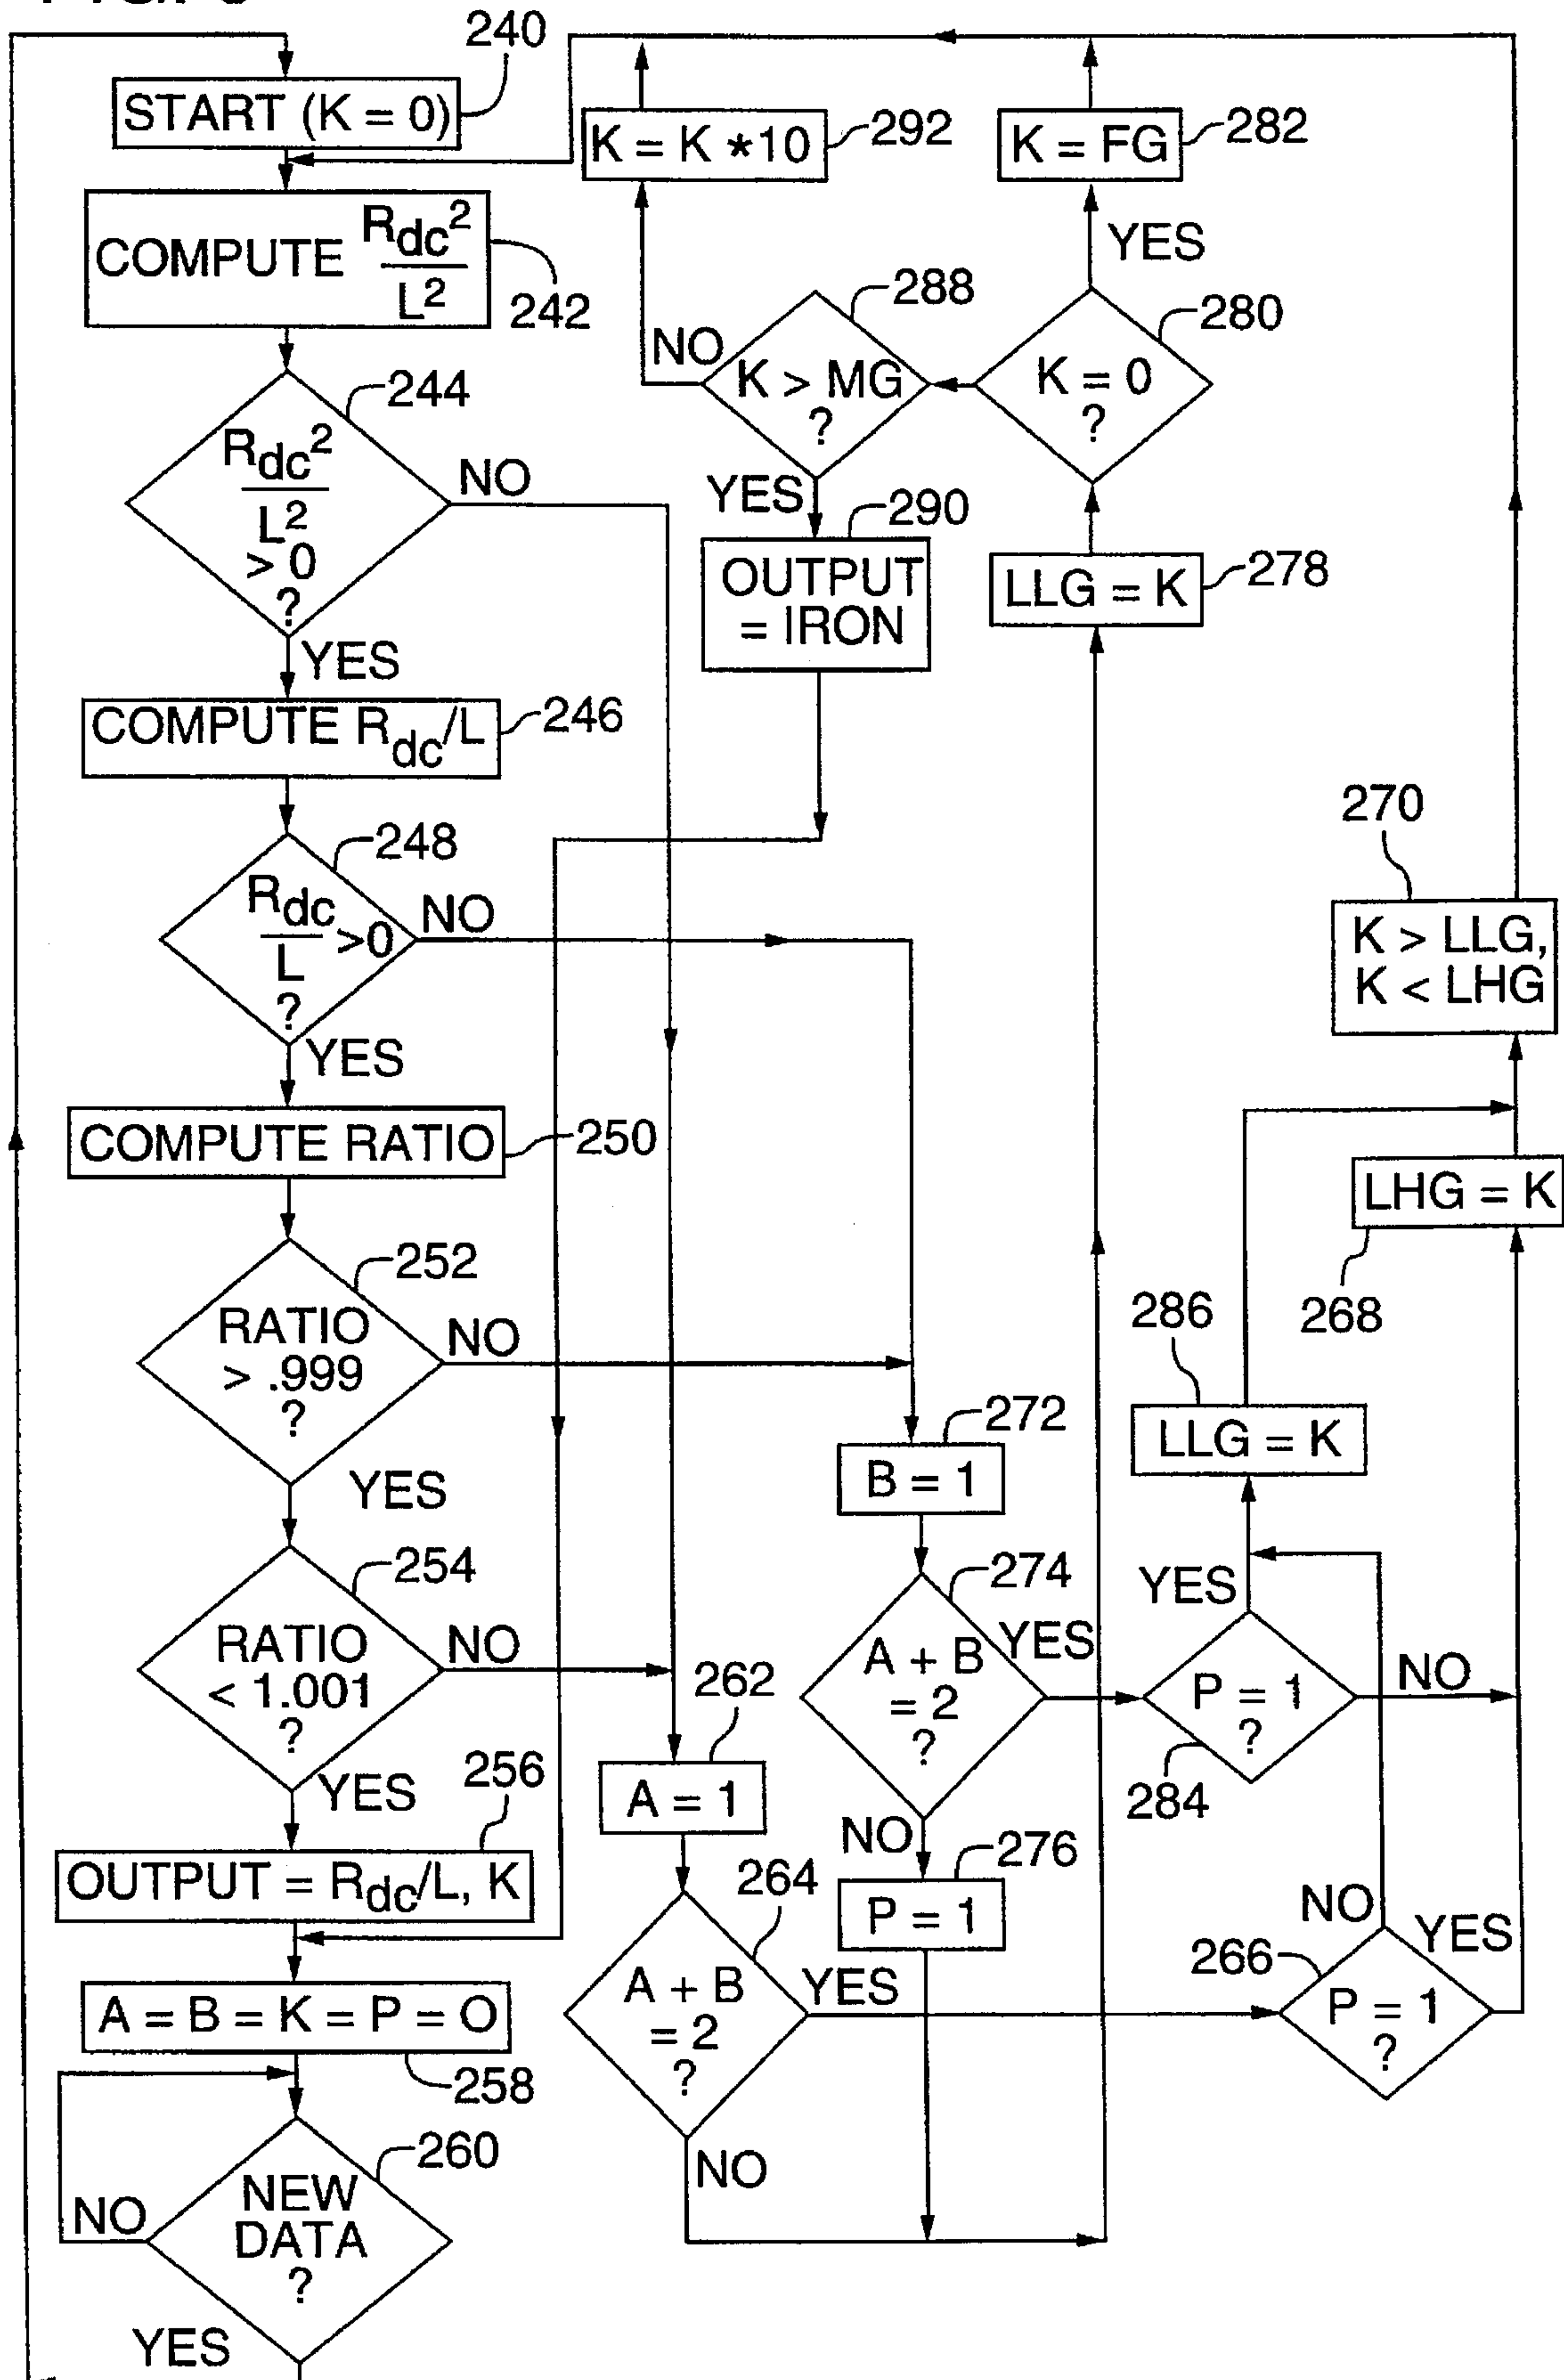 240
START (K = 0)
COMPUTE Rdc² / L²
242
244
Rdc²
L²
> 0
?
NO
YES
COMPUTE Rdc/L
246
248
Rdc
L >0
?
NO
YES
COMPUTE RATIO
250
252
RATIO
> .999
?
NO
YES
254
RATIO
< 1.001
?
NO
YES
256
OUTPUT = Rdc/L, K
A = B = K = P = O
258
260
NEW
DATA
?
NO
YES
K = K *10
292
K = FG
282
YES
288
NO
K > MG
?
280
K = 0
?
YES
290
OUTPUT
= IRON
LLG = K
278
270
K > LLG,
K < LHG
LHG = K
268
286
LLG = K
272
B = 1
274
A + B
= 2
?
YES
YES
P = 1
?
NO
284
262
A = 1
NO
276
P = 1
264
A + B
= 2
?
YES
NO
266
NO
YES
P = 1
?